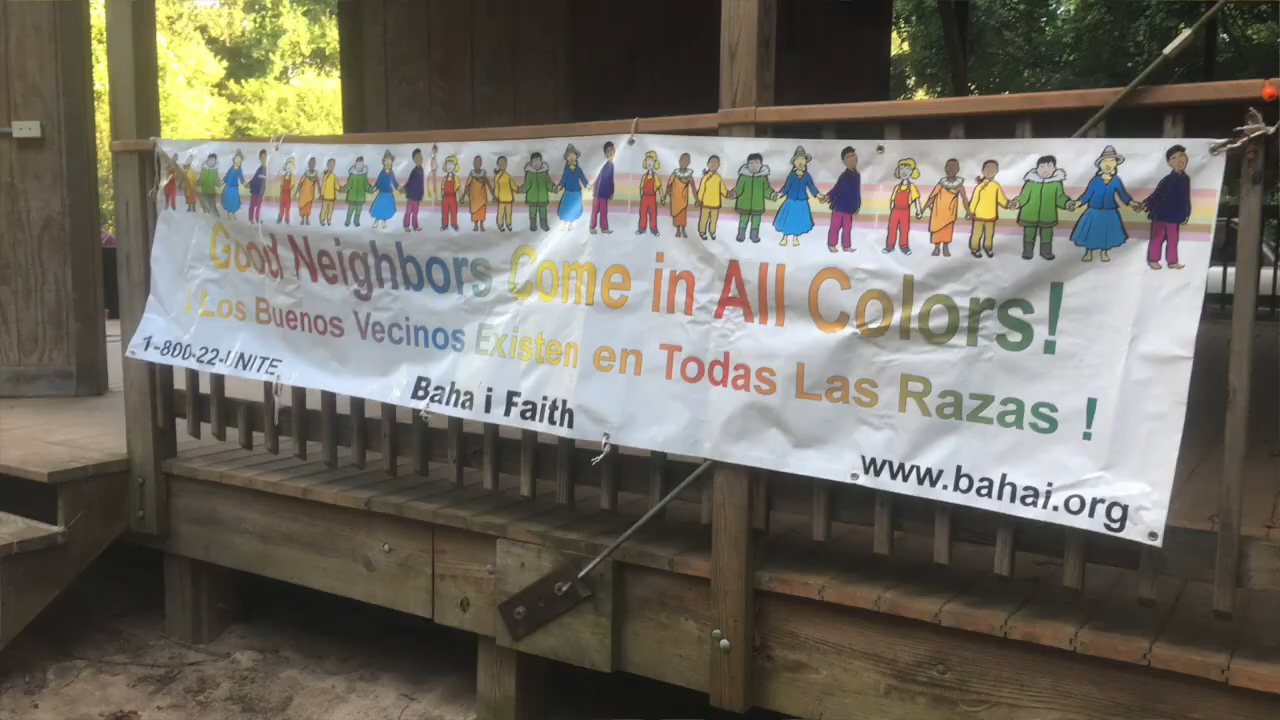 Good Neighbors Come in All Colors!
¡ Los Buenos Vecinos Existen en Todas Las Razas !
1-800-22-UNITE
Baha i Faith
www.bahai.org